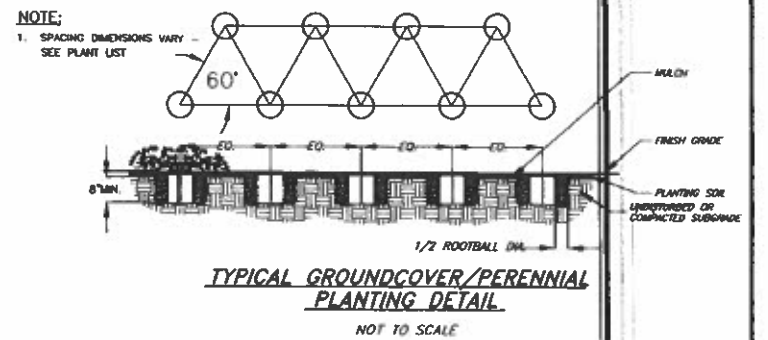 NOTE;
1. SPACING DIMENSIONS VARY -
SEE PLANT LIST
60°
MULCH
EQ. EQ. EQ. EQ.
FINISH GRADE
8" MIN.
PLANTING SOIL
UNDISTURBED OR
COMPACTED SUBGRADE
1/2 ROOTBALL DIA.
TYPICAL GROUNDCOVER/PERENNIAL
PLANTING DETAIL
NOT TO SCALE